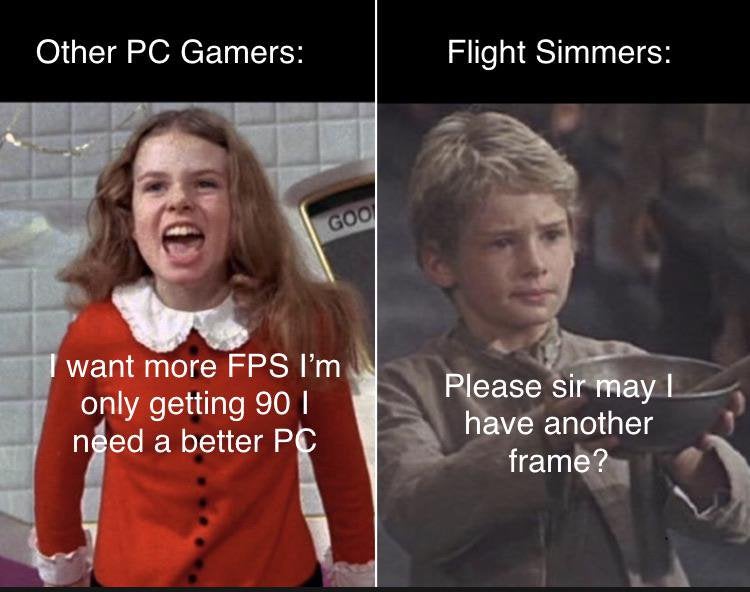 Other PC Gamers:
Flight Simmers:
GOO
I want more FPS I'm
only getting 90 I
need a better PC
Please sir may I
have another
frame?